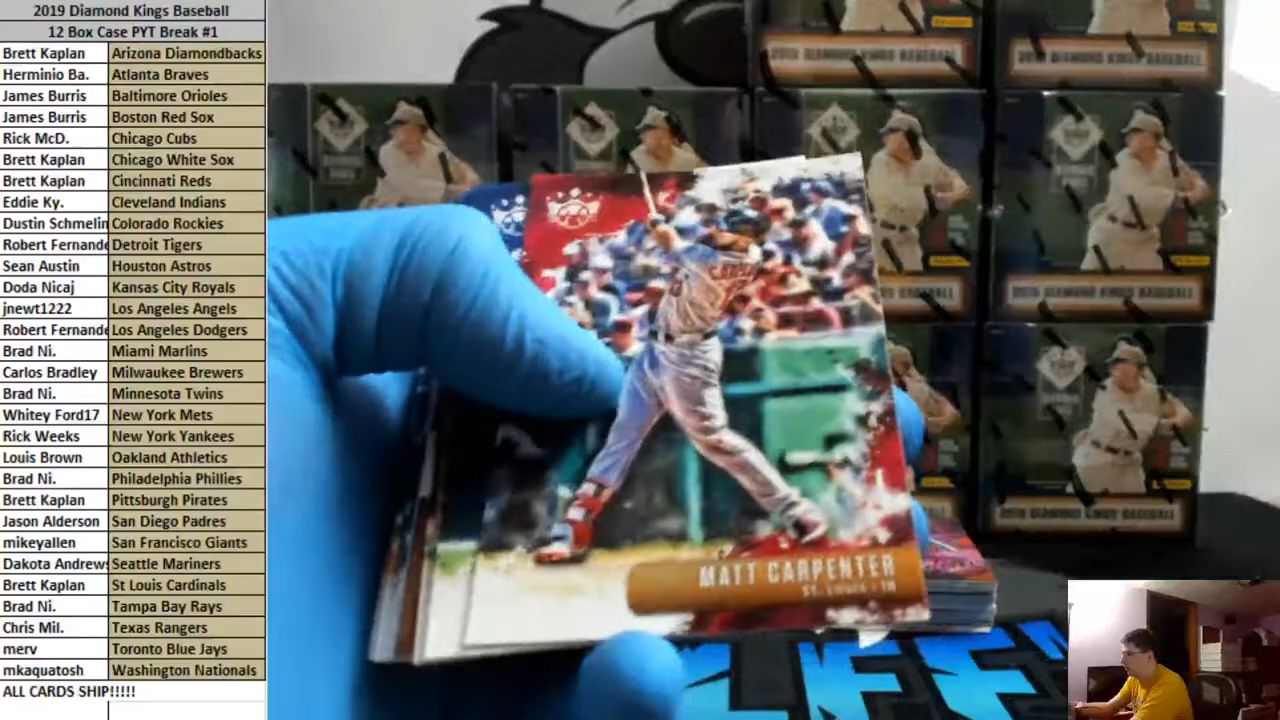 2019 Diamond Kings Baseball
12 Box Case PYT Break #1
Brett Kaplan Arizona Diamondbacks
Herminio Ba. Atlanta Braves
James Burris Baltimore Orioles
James Burris Boston Red Sox
Rick McD. Chicago Cubs
Brett Kaplan Chicago White Sox
Brett Kaplan Cincinnati Reds
Eddie Ky. Cleveland Indians
Dustin Schmelin Colorado Rockies
Robert Fernande Detroit Tigers
Sean Austin Houston Astros
Doda Nicaj Kansas City Royals
jnewt1222 Los Angeles Angels
Robert Fernande Los Angeles Dodgers
Brad Ni. Miami Marlins
Carlos Bradley Milwaukee Brewers
Brad Ni. Minnesota Twins
Whitey Ford17 New York Mets
Rick Weeks New York Yankees
Louis Brown Oakland Athletics
Brad Ni. Philadelphia Phillies
Brett Kaplan Pittsburgh Pirates
Jason Alderson San Diego Padres
mikeyallen San Francisco Giants
Dakota Andrews Seattle Mariners
Brett Kaplan St Louis Cardinals
Brad Ni. Tampa Bay Rays
Chris Mil. Texas Rangers
merv Toronto Blue Jays
mkaquatosh Washington Nationals
ALL CARDS SHIP!!!!!
MATT CARPENTER
ST. LOUIS